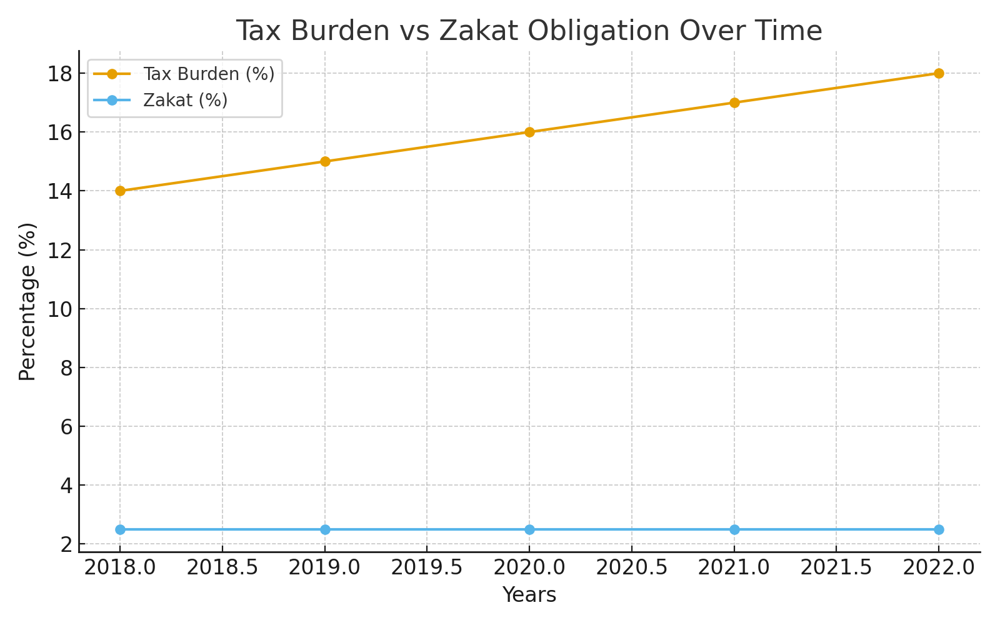 Tax Burden vs Zakat Obligation Over Time
Tax Burden (%)
Zakat (%)
Percentage (%)
18
16
14
12
10
8
6
4
2
2018.0 2018.5 2019.0 2019.5 2020.0 2020.5 2021.0 2021.5 2022.0
Years